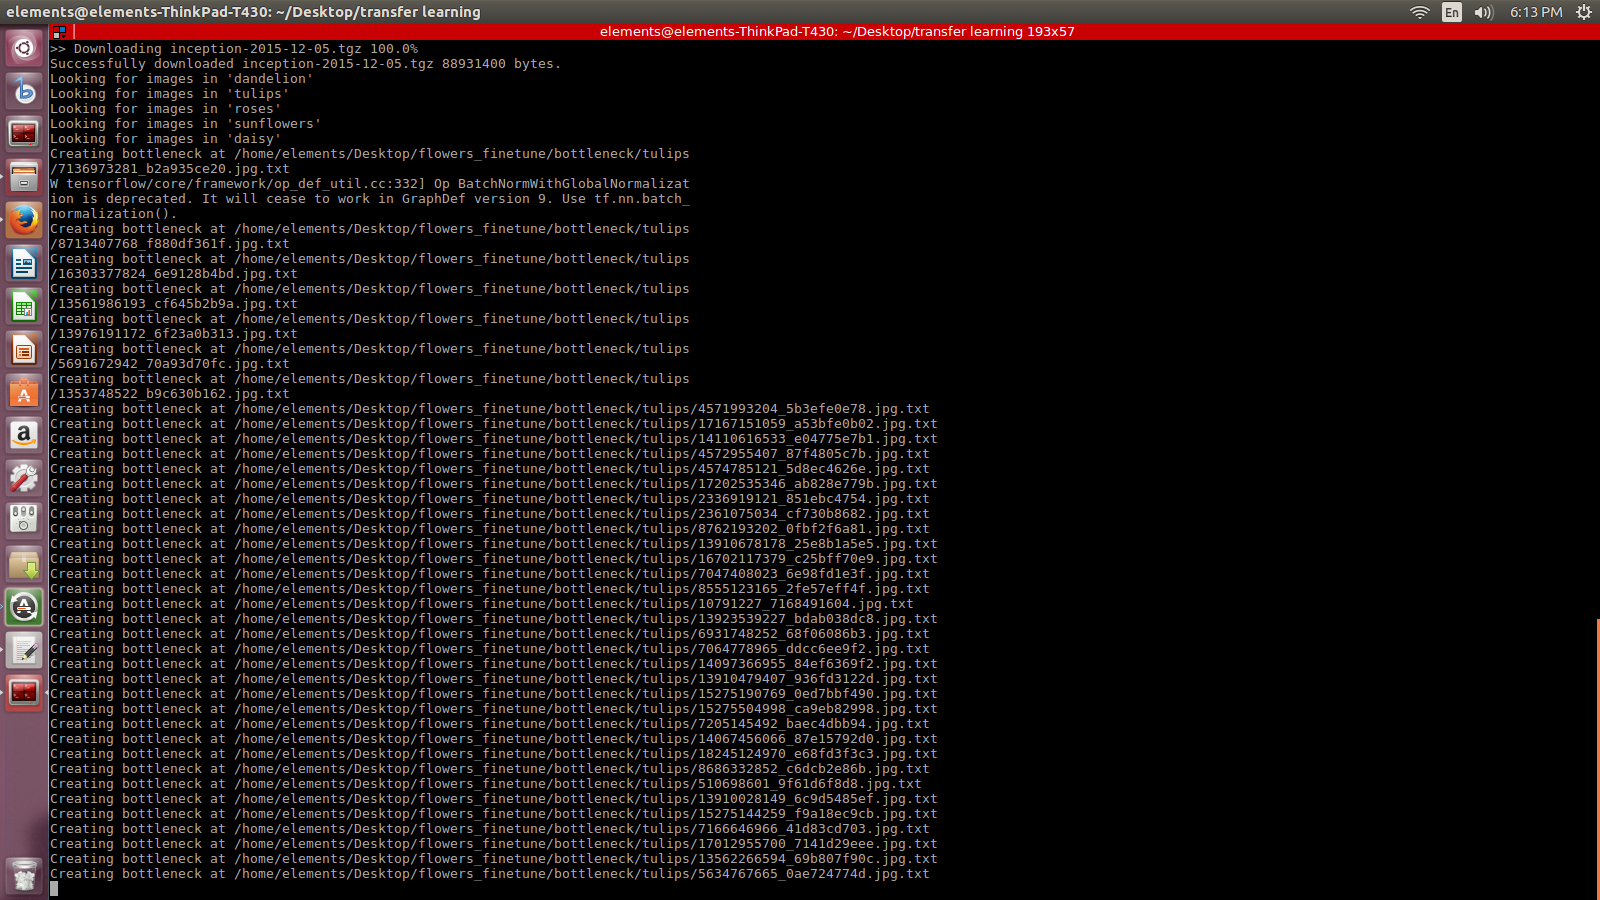 elements@elements-ThinkPad-T430: ~/Desktop/transfer learning
En
6:13 PM
elements@elements-ThinkPad-T430: ~/Desktop/transfer learning 193x57
>> Downloading inception-2015-12-05.tgz 100.0%
Successfully downloaded inception-2015-12-05.tgz 88931400 bytes.
Looking for images in 'dandelion'
Looking for images in 'tulips'
Looking for images in 'roses'
Looking for images in 'sunflowers'
Looking for images in 'daisy'
Creating bottleneck at /home/elements/Desktop/flowers_finetune/bottleneck/tulips
/7136973281_b2a935ce20.jpg.txt
W tensorflow/core/framework/op_def_util.cc:332] Op BatchNormWithGlobalNormalizat
ion is deprecated. It will cease to work in GraphDef version 9. Use tf.nn.batch_
normalization().
Creating bottleneck at /home/elements/Desktop/flowers_finetune/bottleneck/tulips
/8713407768_f880df361f.jpg.txt
Creating bottleneck at /home/elements/Desktop/flowers_finetune/bottleneck/tulips
/16303377824_6e9128b4bd.jpg.txt
Creating bottleneck at /home/elements/Desktop/flowers_finetune/bottleneck/tulips
/13561986193_cf645b2b9a.jpg.txt
Creating bottleneck at /home/elements/Desktop/flowers_finetune/bottleneck/tulips
/13976191172_6f23a0b313.jpg.txt
Creating bottleneck at /home/elements/Desktop/flowers_finetune/bottleneck/tulips
/5691672942_70a93d70fc.jpg.txt
Creating bottleneck at /home/elements/Desktop/flowers_finetune/bottleneck/tulips
/1353748522_b9c630b162.jpg.txt
Creating bottleneck at /home/elements/Desktop/flowers_finetune/bottleneck/tulips/4571993204_5b3efe0e78.jpg.txt
Creating bottleneck at /home/elements/Desktop/flowers_finetune/bottleneck/tulips/17167151059_a53bfe0b02.jpg.txt
Creating bottleneck at /home/elements/Desktop/flowers_finetune/bottleneck/tulips/14110616533_e04775e7b1.jpg.txt
Creating bottleneck at /home/elements/Desktop/flowers_finetune/bottleneck/tulips/4572955407_87f4805c7b.jpg.txt
Creating bottleneck at /home/elements/Desktop/flowers_finetune/bottleneck/tulips/4574785121_5d8ec4626e.jpg.txt
Creating bottleneck at /home/elements/Desktop/flowers_finetune/bottleneck/tulips/17202535346_ab828e779b.jpg.txt
Creating bottleneck at /home/elements/Desktop/flowers_finetune/bottleneck/tulips/2336919121_851ebc4754.jpg.txt
Creating bottleneck at /home/elements/Desktop/flowers_finetune/bottleneck/tulips/2361075034_cf730b8682.jpg.txt
Creating bottleneck at /home/elements/Desktop/flowers_finetune/bottleneck/tulips/8762193202_0fbf2f6a81.jpg.txt
Creating bottleneck at /home/elements/Desktop/flowers_finetune/bottleneck/tulips/13910678178_25e8b1a5e5.jpg.txt
Creating bottleneck at /home/elements/Desktop/flowers_finetune/bottleneck/tulips/16702117379_c25bff70e9.jpg.txt
Creating bottleneck at /home/elements/Desktop/flowers_finetune/bottleneck/tulips/7047408023_6e98fd1e3f.jpg.txt
Creating bottleneck at /home/elements/Desktop/flowers_finetune/bottleneck/tulips/8555123165_2fe57eff4f.jpg.txt
Creating bottleneck at /home/elements/Desktop/flowers_finetune/bottleneck/tulips/10791227_7168491604.jpg.txt
Creating bottleneck at /home/elements/Desktop/flowers_finetune/bottleneck/tulips/13923539227_bdab038dc8.jpg.txt
Creating bottleneck at /home/elements/Desktop/flowers_finetune/bottleneck/tulips/6931748252_68f06086b3.jpg.txt
Creating bottleneck at /home/elements/Desktop/flowers_finetune/bottleneck/tulips/7064778965_ddcc6ee9f2.jpg.txt
Creating bottleneck at /home/elements/Desktop/flowers_finetune/bottleneck/tulips/14097366955_84ef6369f2.jpg.txt
Creating bottleneck at /home/elements/Desktop/flowers_finetune/bottleneck/tulips/13910479407_936fd3122d.jpg.txt
Creating bottleneck at /home/elements/Desktop/flowers_finetune/bottleneck/tulips/15275190769_0ed7bbf490.jpg.txt
Creating bottleneck at /home/elements/Desktop/flowers_finetune/bottleneck/tulips/15275504998_ca9eb82998.jpg.txt
Creating bottleneck at /home/elements/Desktop/flowers_finetune/bottleneck/tulips/7205145492_baec4dbb94.jpg.txt
Creating bottleneck at /home/elements/Desktop/flowers_finetune/bottleneck/tulips/14067456066_87e15792d0.jpg.txt
Creating bottleneck at /home/elements/Desktop/flowers_finetune/bottleneck/tulips/18245124970_e68fd3f3c3.jpg.txt
Creating bottleneck at /home/elements/Desktop/flowers_finetune/bottleneck/tulips/8686332852_c6dcb2e86b.jpg.txt
Creating bottleneck at /home/elements/Desktop/flowers_finetune/bottleneck/tulips/510698601_9f61d6f8d8.jpg.txt
Creating bottleneck at /home/elements/Desktop/flowers_finetune/bottleneck/tulips/13910028149_6c9d5485ef.jpg.txt
Creating bottleneck at /home/elements/Desktop/flowers_finetune/bottleneck/tulips/15275144259_f9a18ec9cb.jpg.txt
Creating bottleneck at /home/elements/Desktop/flowers_finetune/bottleneck/tulips/7166646966_41d83cd703.jpg.txt
Creating bottleneck at /home/elements/Desktop/flowers_finetune/bottleneck/tulips/17012955700_7141d29eee.jpg.txt
Creating bottleneck at /home/elements/Desktop/flowers_finetune/bottleneck/tulips/13562266594_69b807f90c.jpg.txt
Creating bottleneck at /home/elements/Desktop/flowers_finetune/bottleneck/tulips/5634767665_0ae724774d.jpg.txt